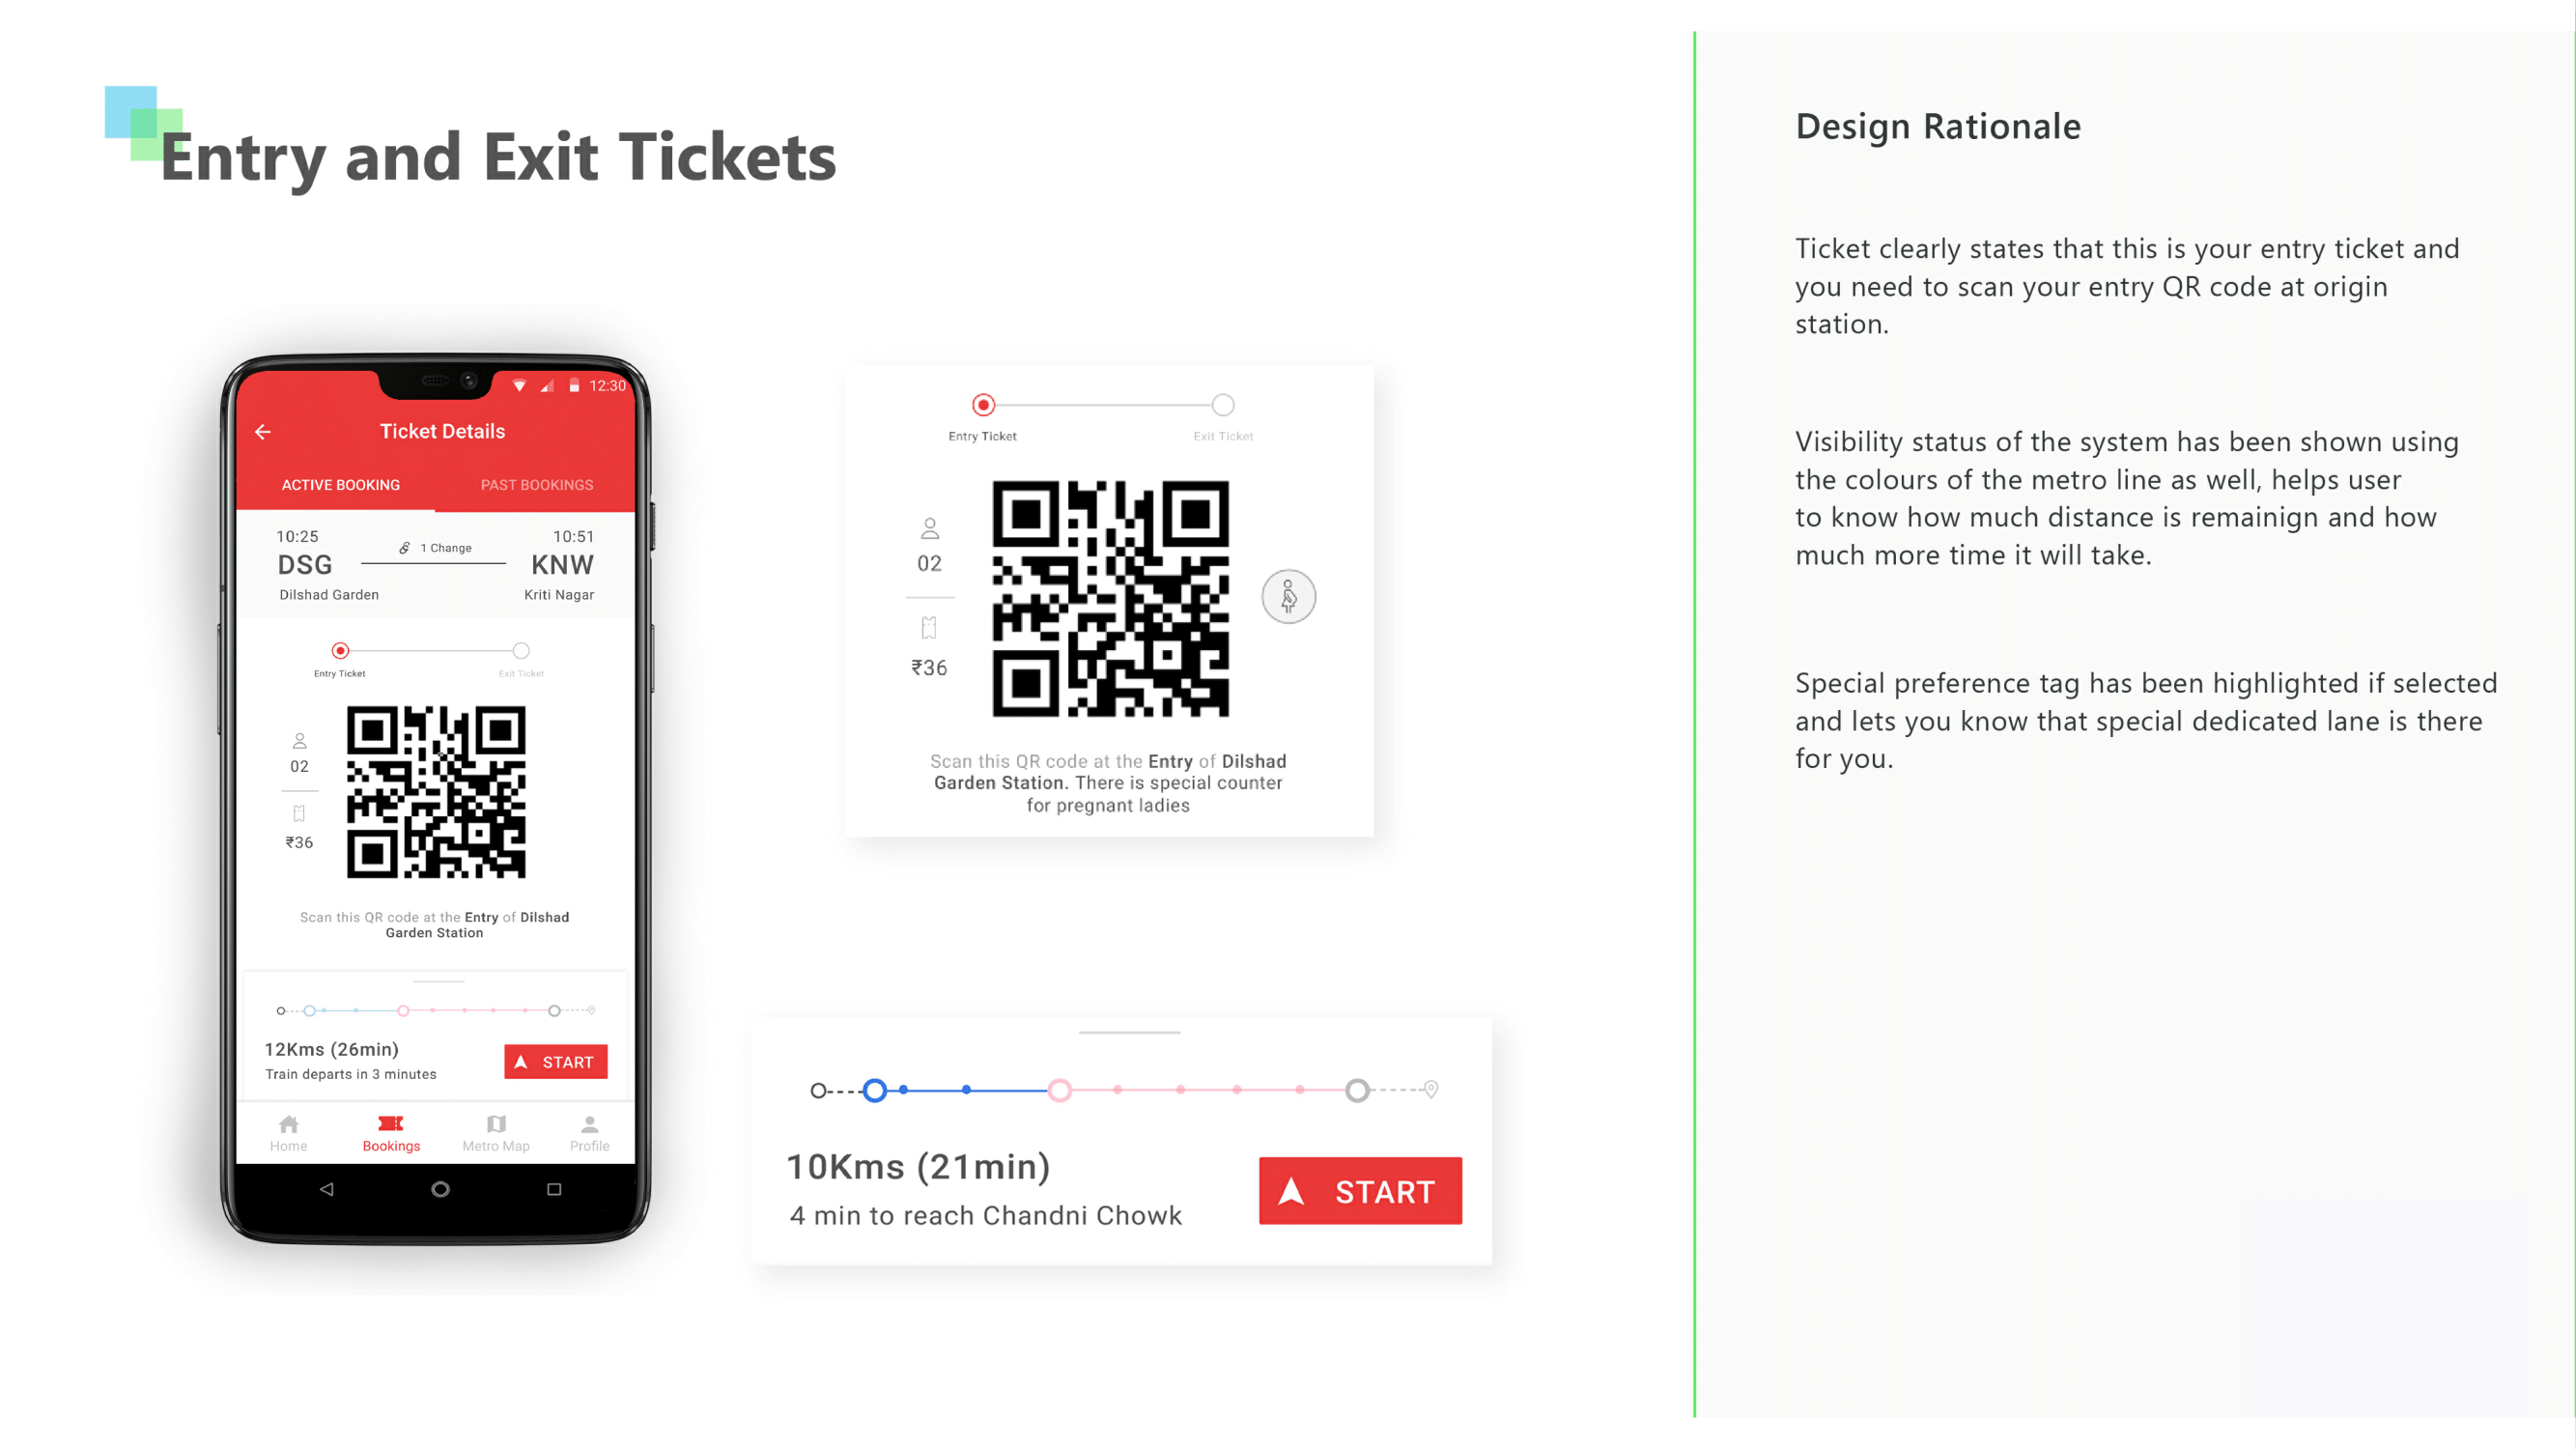 Entry and Exit Tickets
12:30
Ticket Details
ACTIVE BOOKING
PAST BOOKINGS
10:25
1 Change
10:51
DSG
KNW
Dilshad Garden
Kriti Nagar
Entry Ticket
Exit Ticket
02
₹36
Scan this QR code at the Entry of Dilshad
Garden Station
12Kms (26min)
Train departs in 3 minutes
START
Home
Bookings
Metro Map
Profile
Entry Ticket
Exit Ticket
02
₹36
Scan this QR code at the Entry of Dilshad
Garden Station. There is special counter
for pregnant ladies
10Kms (21min)
4 min to reach Chandni Chowk
START
Design Rationale
Ticket clearly states that this is your entry ticket and
you need to scan your entry QR code at origin
station.
Visibility status of the system has been shown using
the colours of the metro line as well, helps user
to know how much distance is remainign and how
much more time it will take.
Special preference tag has been highlighted if selected
and lets you know that special dedicated lane is there
for you.